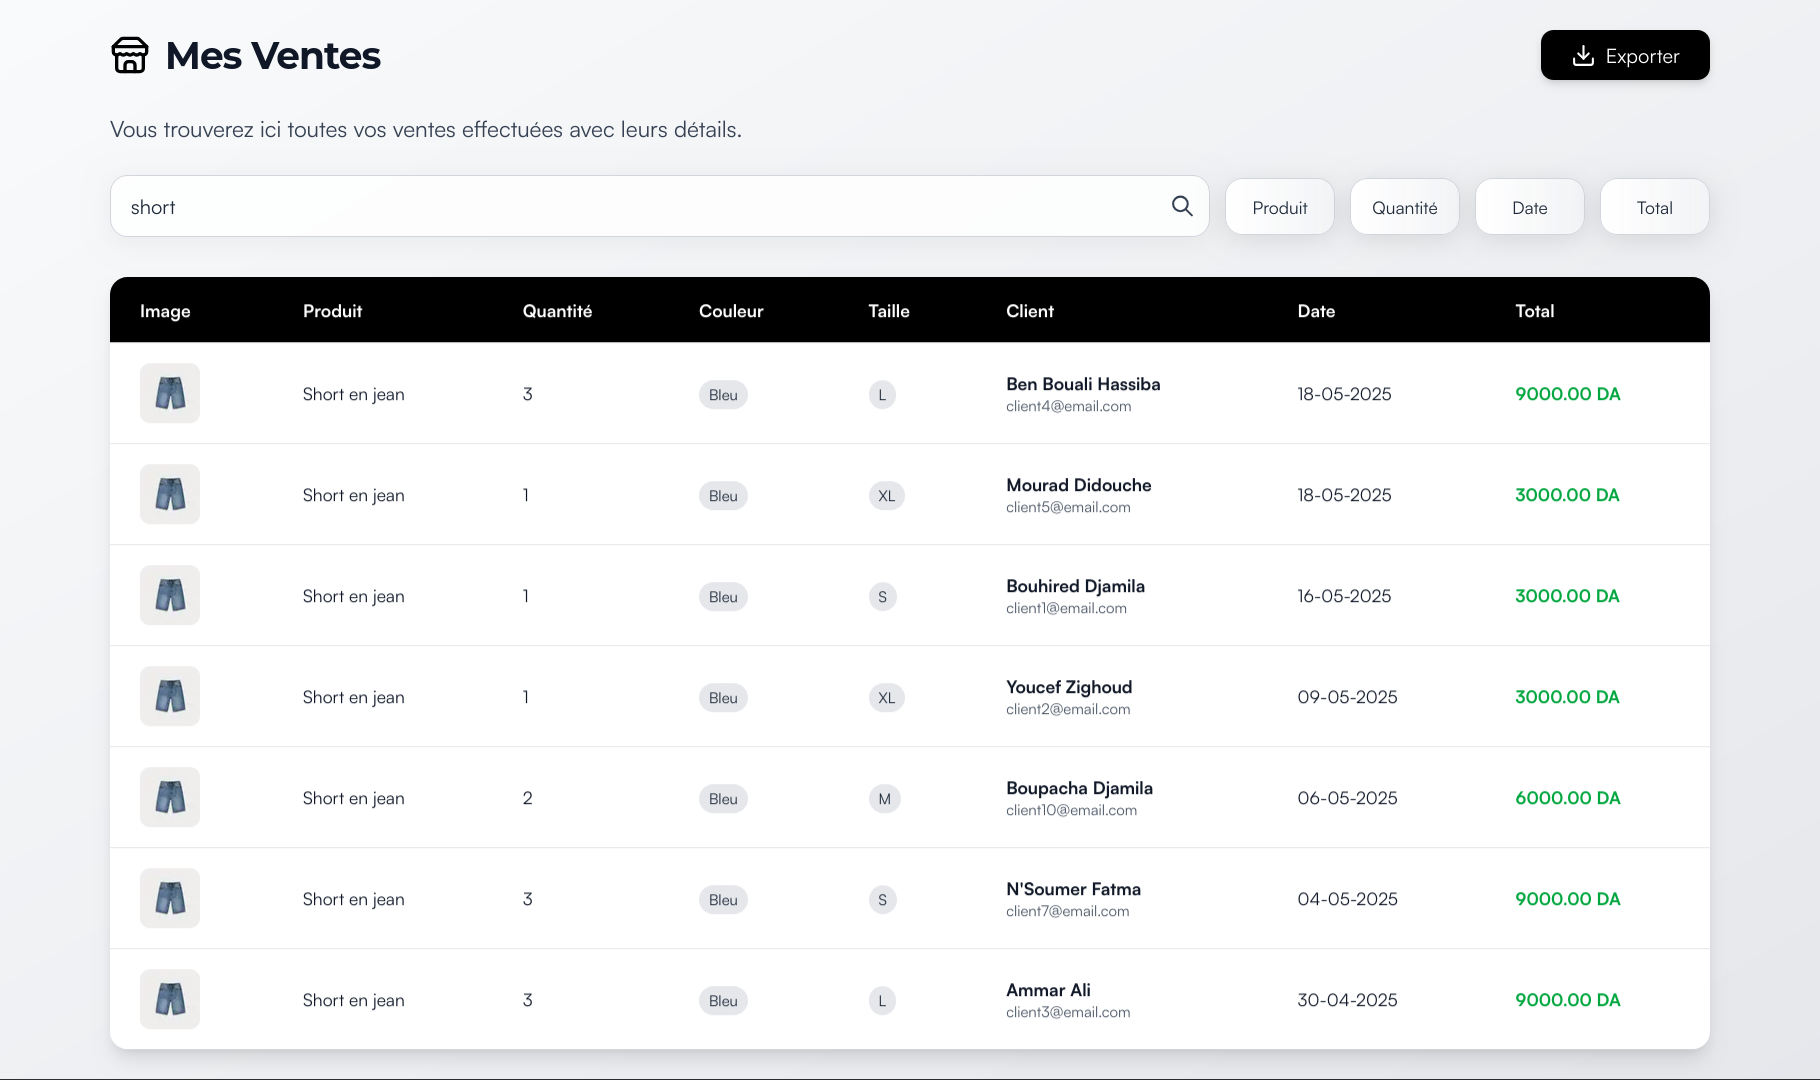 Mes Ventes
Exporter
Vous trouverez ici toutes vos ventes effectuées avec leurs détails.
short
Produit
Quantité
Date
Total
Image Produit Quantité Couleur Taille Client Date Total
Short en jean 3 Bleu L Ben Bouali Hassiba 18-05-2025 9000.00 DA
client4@email.com
Short en jean 1 Bleu XL Mourad Didouche 18-05-2025 3000.00 DA
client5@email.com
Short en jean 1 Bleu S Bouhired Djamila 16-05-2025 3000.00 DA
client1@email.com
Short en jean 1 Bleu XL Youcef Zighoud 09-05-2025 3000.00 DA
client2@email.com
Short en jean 2 Bleu M Boupacha Djamila 06-05-2025 6000.00 DA
client10@email.com
Short en jean 3 Bleu S N'Soumer Fatma 04-05-2025 9000.00 DA
client7@email.com
Short en jean 3 Bleu L Ammar Ali 30-04-2025 9000.00 DA
client3@email.com